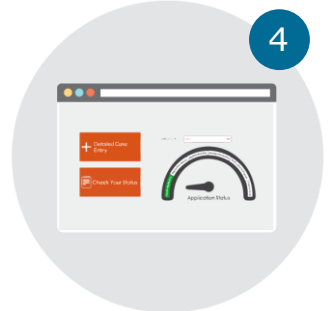 4
Detailed Case
Entry
Check Your Status
Application Status